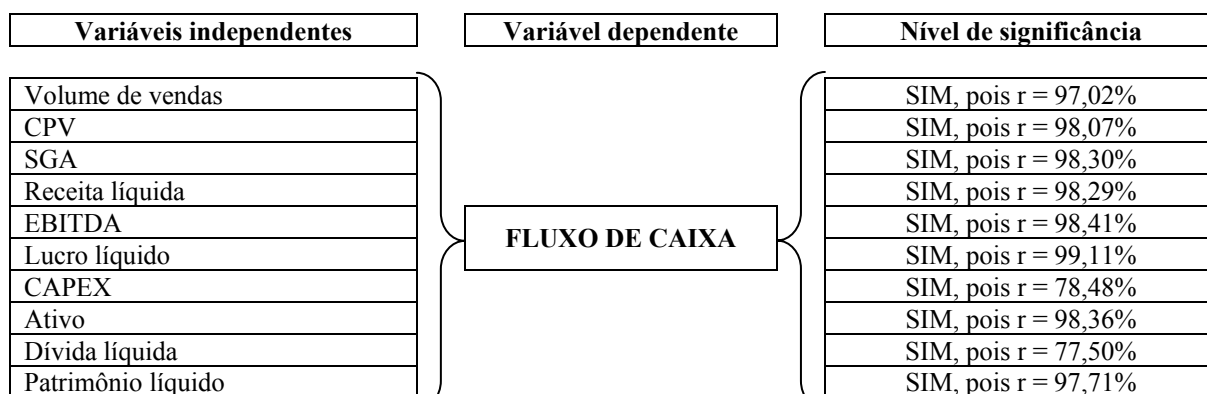 Variáveis independentes Variável dependente Nível de significância
Volume de vendas SIM, pois r = 97,02%
CPV SIM, pois r = 98,07%
SGA SIM, pois r = 98,30%
Receita líquida SIM, pois r = 98,29%
EBITDA SIM, pois r = 98,41%
FLUXO DE CAIXA
Lucro líquido SIM, pois r = 99,11%
CAPEX SIM, pois r = 78,48%
Ativo SIM, pois r = 98,36%
Dívida líquida SIM, pois r = 77,50%
Patrimônio líquido SIM, pois r = 97,71%